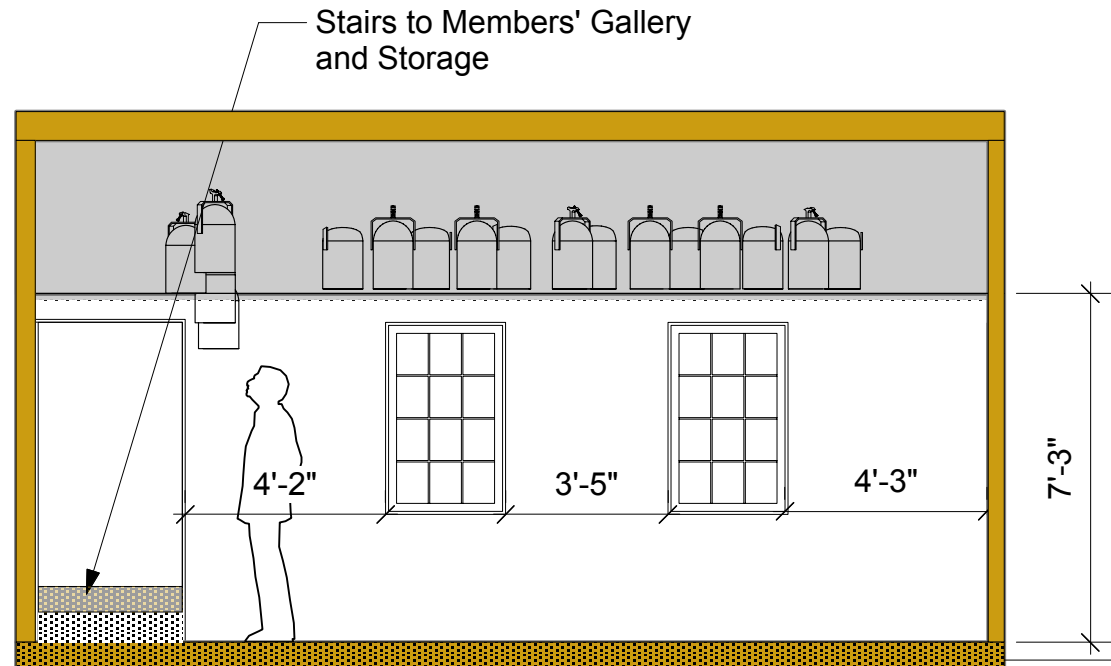 Stairs to Members' Gallery
and Storage
4'-2"
3'-5"
4'-3"
7'-3"